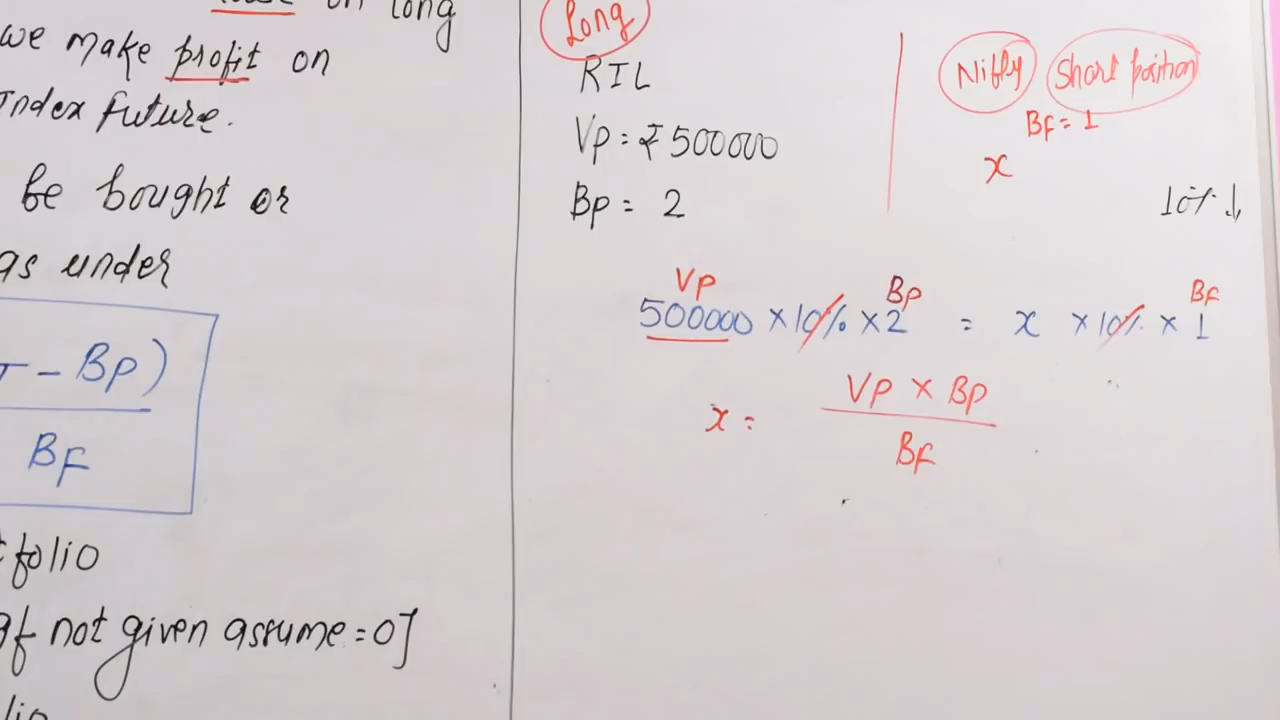 on long
we make profit on
Index future.
be bought or
as under
- BP)
BF
folio
If not given assume = 0]
Long
RIL
VP = ₹500000
BP = 2
Nifty Short position
BF = 1
x
10% ↓
VP BP BF
500000 × 10% × 2 = x × 10% × 1
x = VP × BP
BF